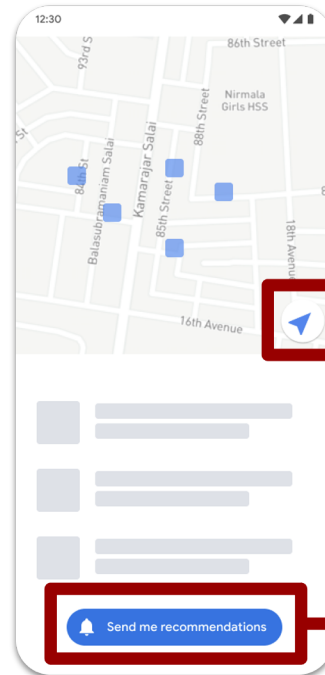 12:30
86th Street
93rd S
Nirmala
Girls HSS
88th Street
St
84th St
Balasubramaniam Salai
Kamarajar Salai
85th Street
8
18th Avenue
16th Avenue
Send me recommendations